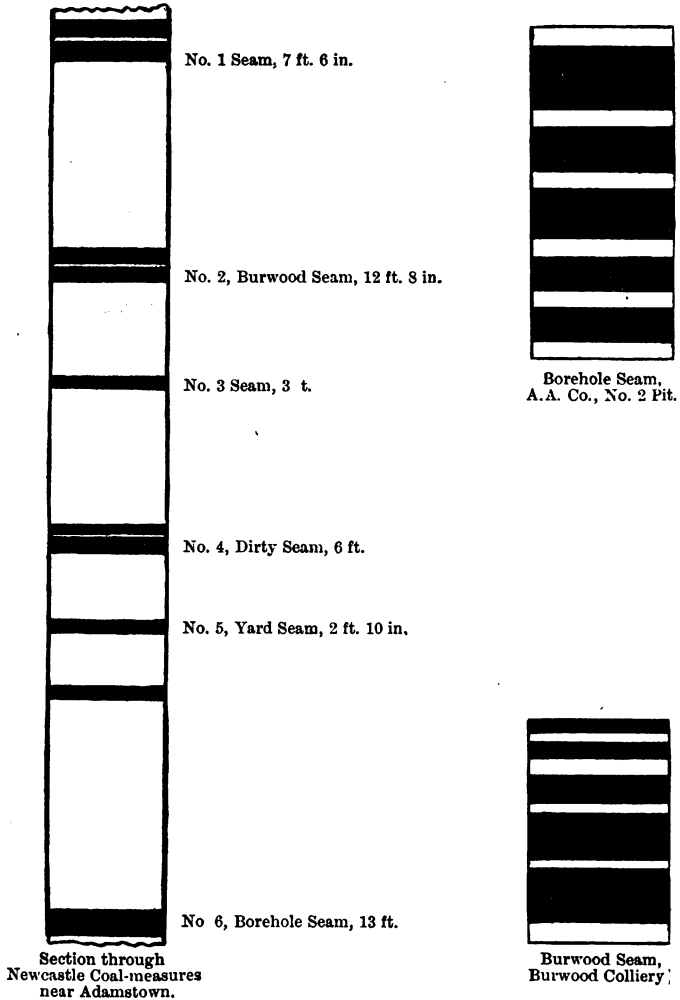 No. 1 Seam, 7 ft. 6 in.
No. 2, Burwood Seam, 12 ft. 8 in.
No. 3 Seam, 3 t.
No. 4, Dirty Seam, 6 ft.
No. 5, Yard Seam, 2 ft. 10 in.
No 6, Borehole Seam, 13 ft.
Section through
Newcastle Coal-measures
near Adamstown.
Borehole Seam,
A.A. Co., No. 2 Pit.
Burwood Seam,
Burwood Colliery